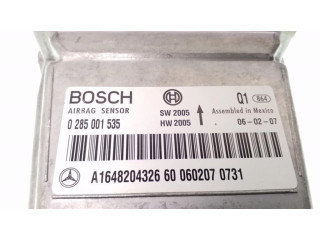 BOSCH
AIRBAG SENSOR
0 285 001 535
SW 2005
HW 2005
Q1 864
Assembled in Mexico
06-02-07
A1648204326 60 060207 0731